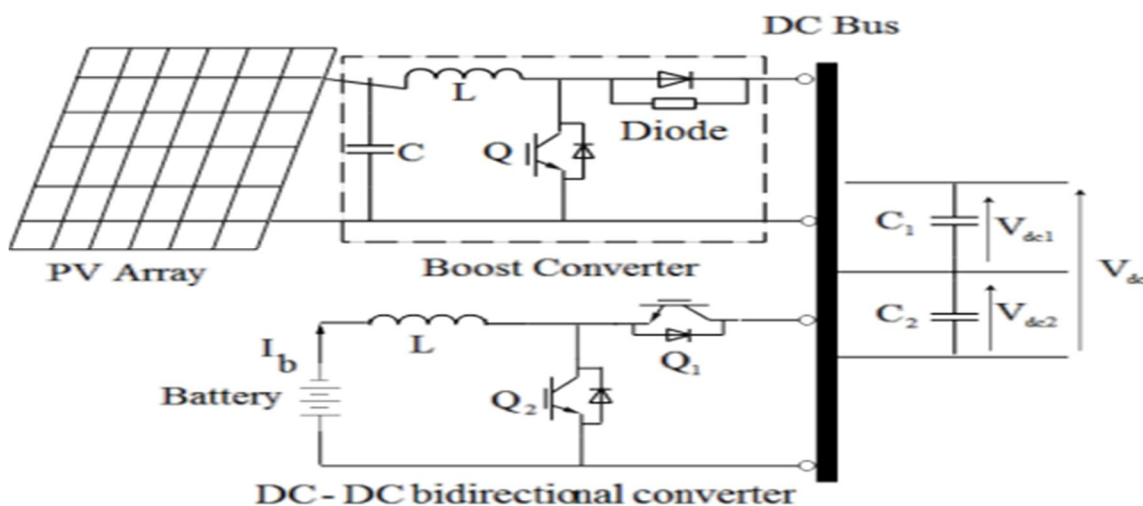 DC Bus
L
C
Q
Diode
PV Array
Boost Converter
C1
Vdc1
Vdc
C2
Vdc2
Ib
L
Q1
Battery
Q2
DC - DC bidirectional converter